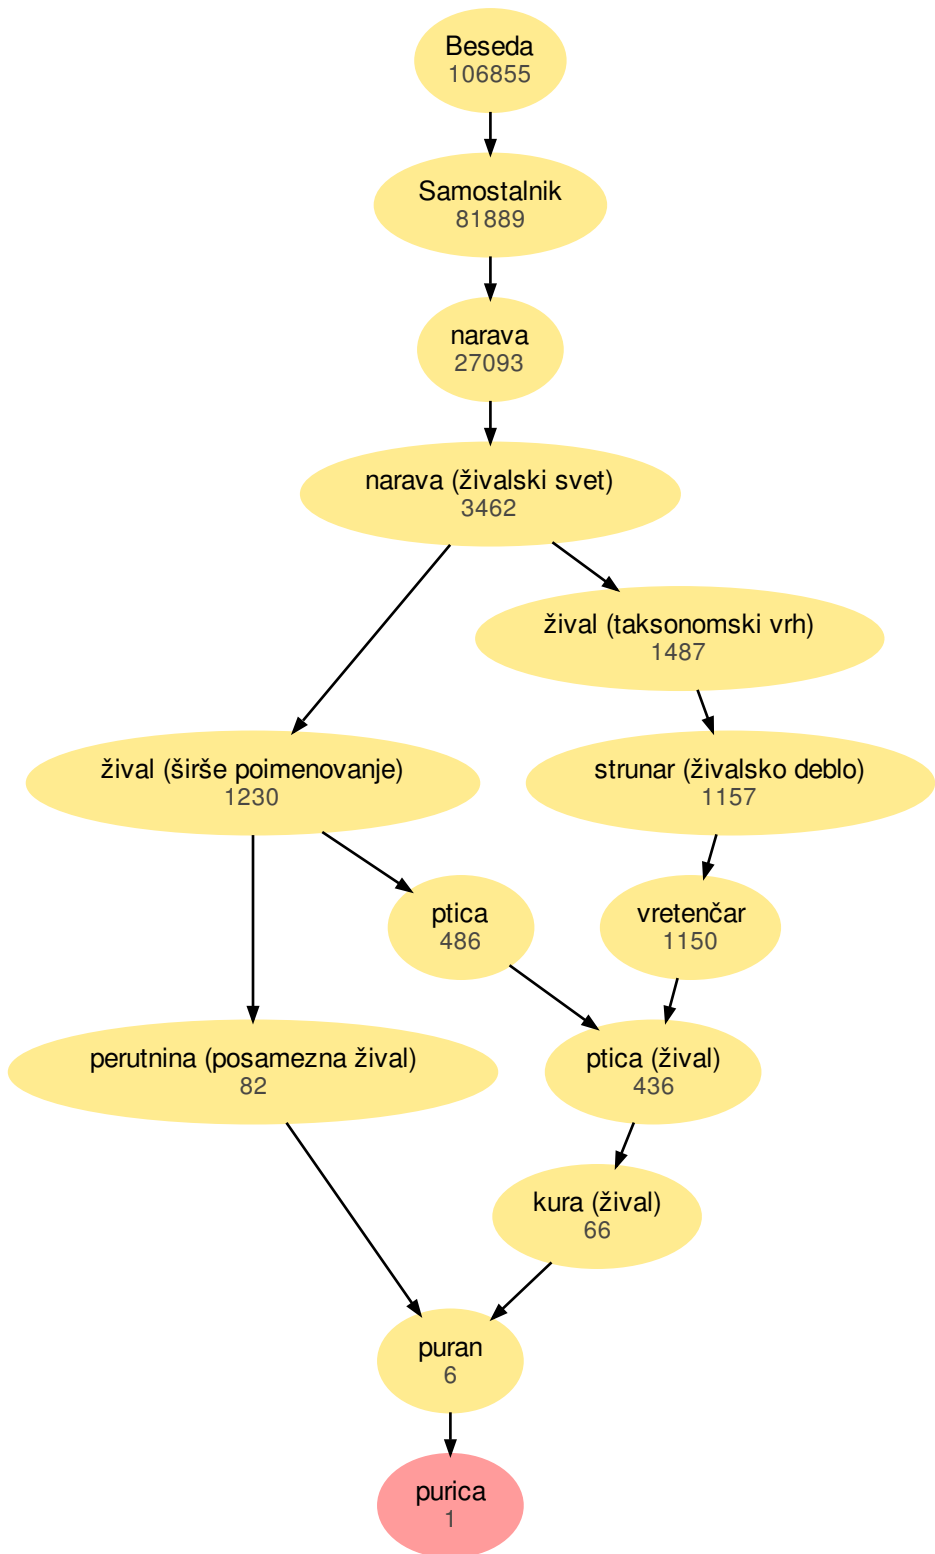 Beseda
106855
Samostalnik
81889
narava
27093
narava (živalski svet)
3462
žival (taksonomski vrh)
1487
žival (širše poimenovanje)
1230
strunar (živalsko deblo)
1157
ptica
486
vretenčar
1150
perutnina (posamezna žival)
82
ptica (žival)
436
kura (žival)
66
puran
6
purica
1